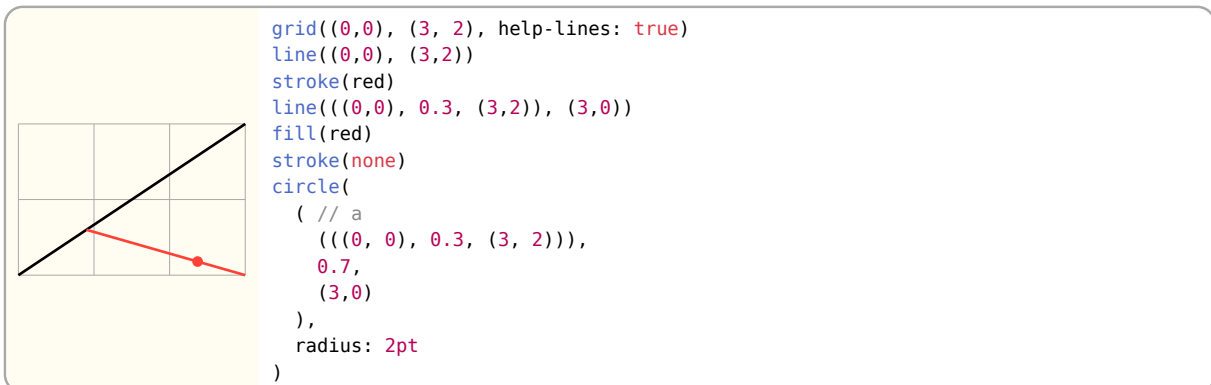 grid((0,0), (3, 2), help-lines: true)
line((0,0), (3,2))
stroke(red)
line(((0,0), 0.3, (3,2)), (3,0))
fill(red)
stroke(none)
circle(
  ( // a
    (((0, 0), 0.3, (3, 2))),
    0.7,
    (3,0)
  ),
  radius: 2pt
)